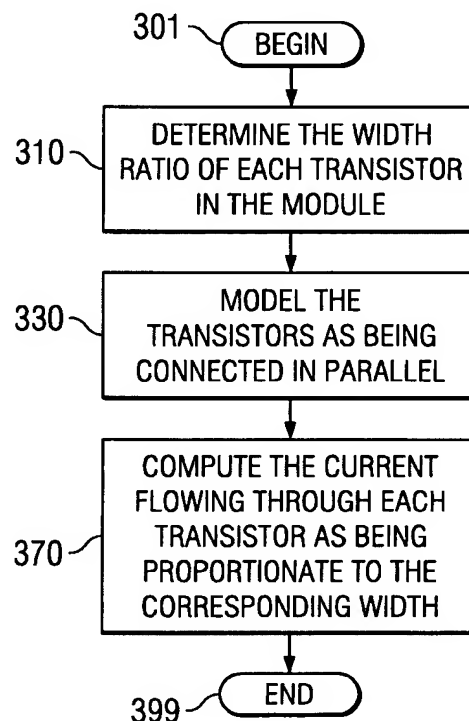 301
BEGIN
310
DETERMINE THE WIDTH
RATIO OF EACH TRANSISTOR
IN THE MODULE
330
MODEL THE
TRANSISTORS AS BEING
CONNECTED IN PARALLEL
370
COMPUTE THE CURRENT
FLOWING THROUGH EACH
TRANSISTOR AS BEING
PROPORTIONATE TO THE
CORRESPONDING WIDTH
399
END